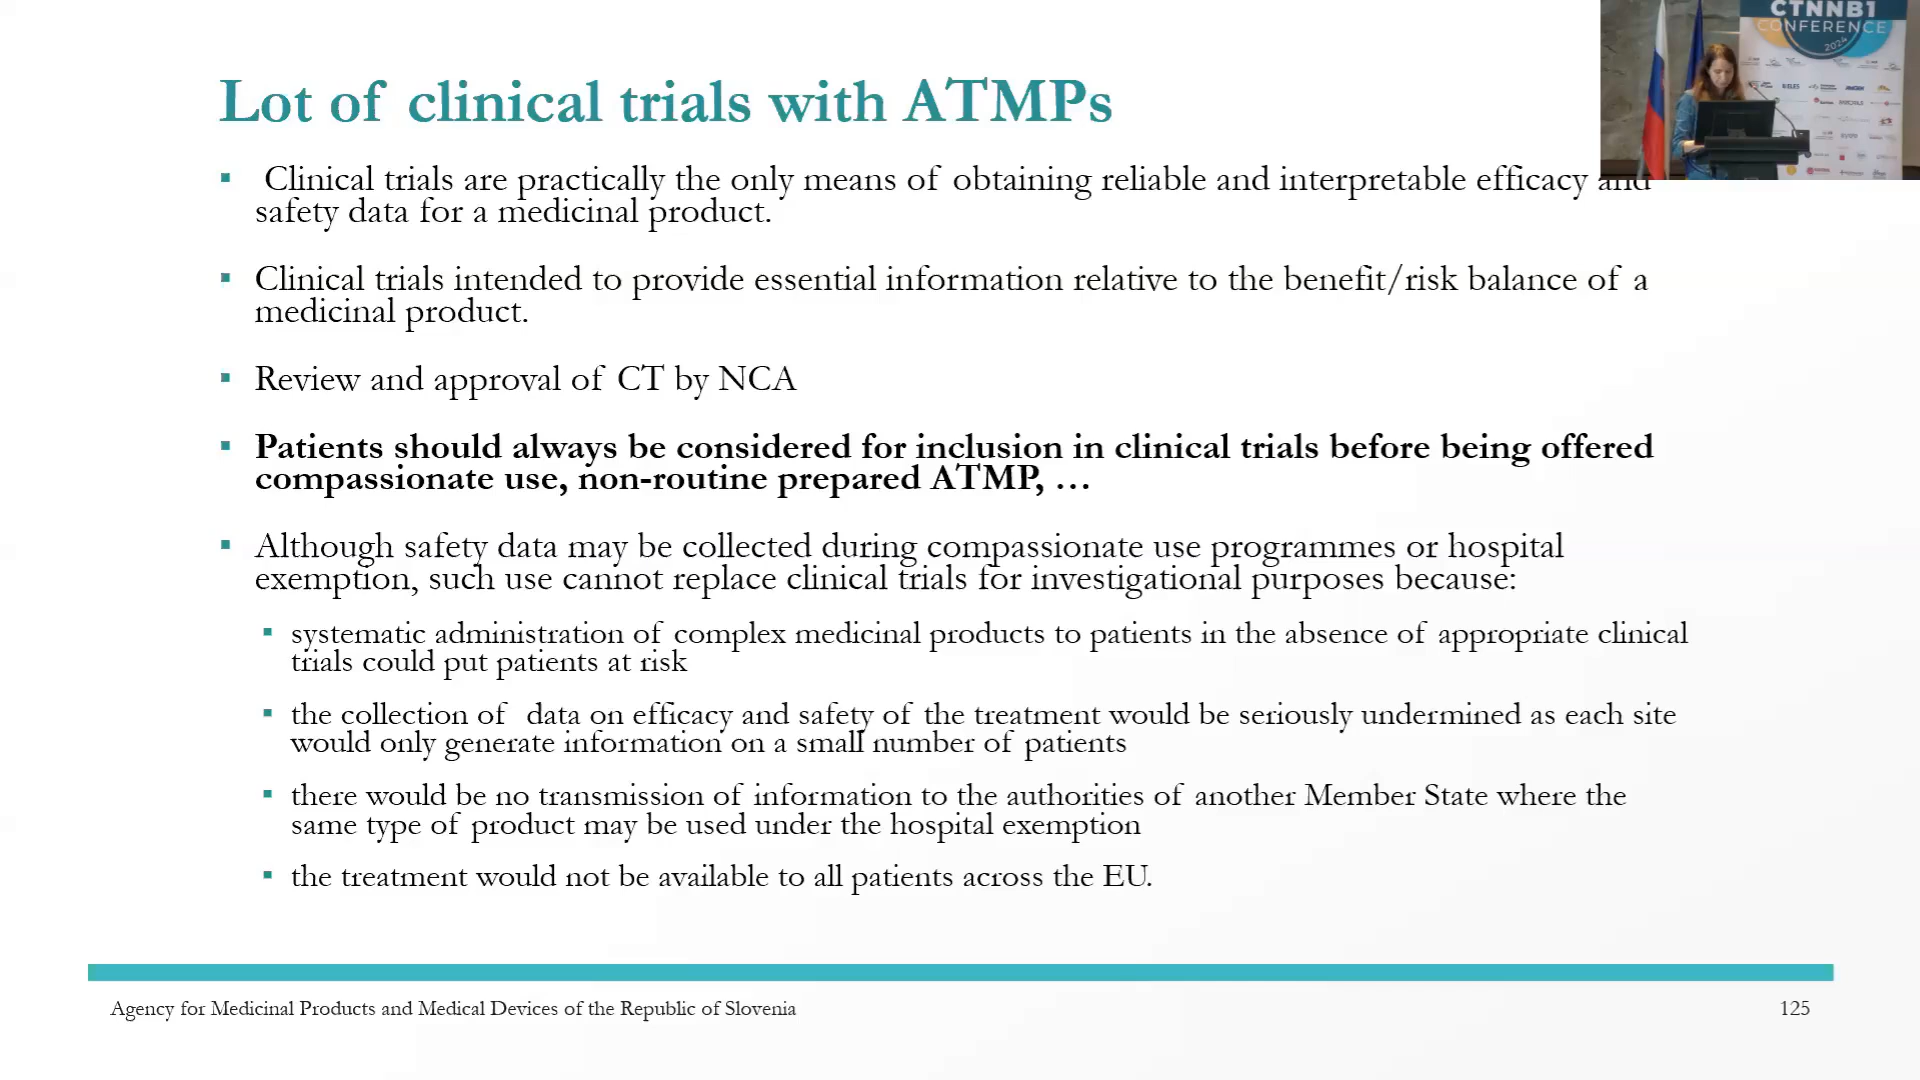 Lot of clinical trials with ATMPs
CTNNB1
CONFERENCE
2024
▪ Clinical trials are practically the only means of obtaining reliable and interpretable efficacy and
safety data for a medicinal product.
▪ Clinical trials intended to provide essential information relative to the benefit/risk balance of a
medicinal product.
▪ Review and approval of CT by NCA
▪ Patients should always be considered for inclusion in clinical trials before being offered
compassionate use, non-routine prepared ATMP, …
▪ Although safety data may be collected during compassionate use programmes or hospital
exemption, such use cannot replace clinical trials for investigational purposes because:
▪ systematic administration of complex medicinal products to patients in the absence of appropriate clinical
trials could put patients at risk
▪ the collection of data on efficacy and safety of the treatment would be seriously undermined as each site
would only generate information on a small number of patients
▪ there would be no transmission of information to the authorities of another Member State where the
same type of product may be used under the hospital exemption
▪ the treatment would not be available to all patients across the EU.
Agency for Medicinal Products and Medical Devices of the Republic of Slovenia
125